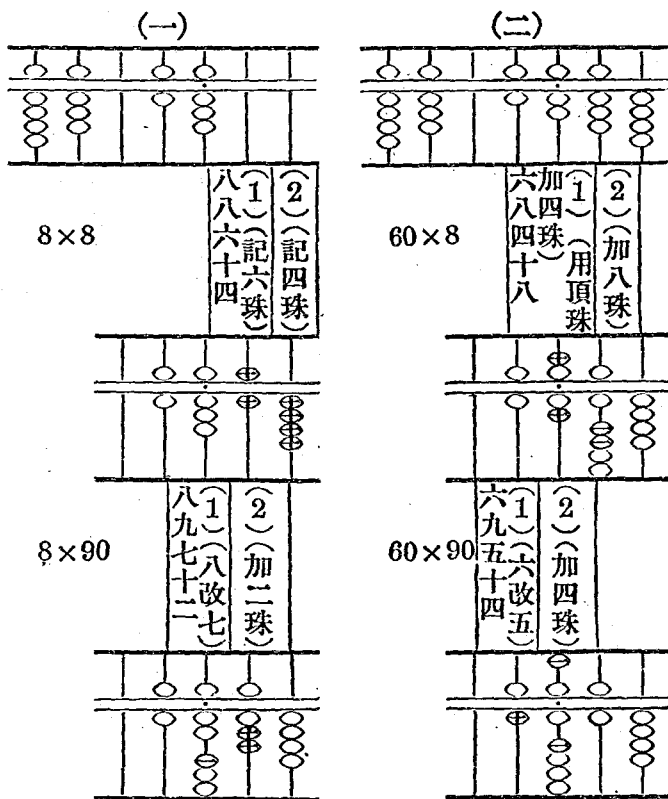 (一)
8×8
(2)(記四珠)
(1)(記六珠)
八八六十四
8×90
(2)(加二珠)
(1)(八改七)
八九七十二
(二)
60×8
(2)(加八珠)
(1)(用頂珠
加四珠)
六八四十八
60×90
(2)(加四珠)
(1)(六改五)
六九五十四